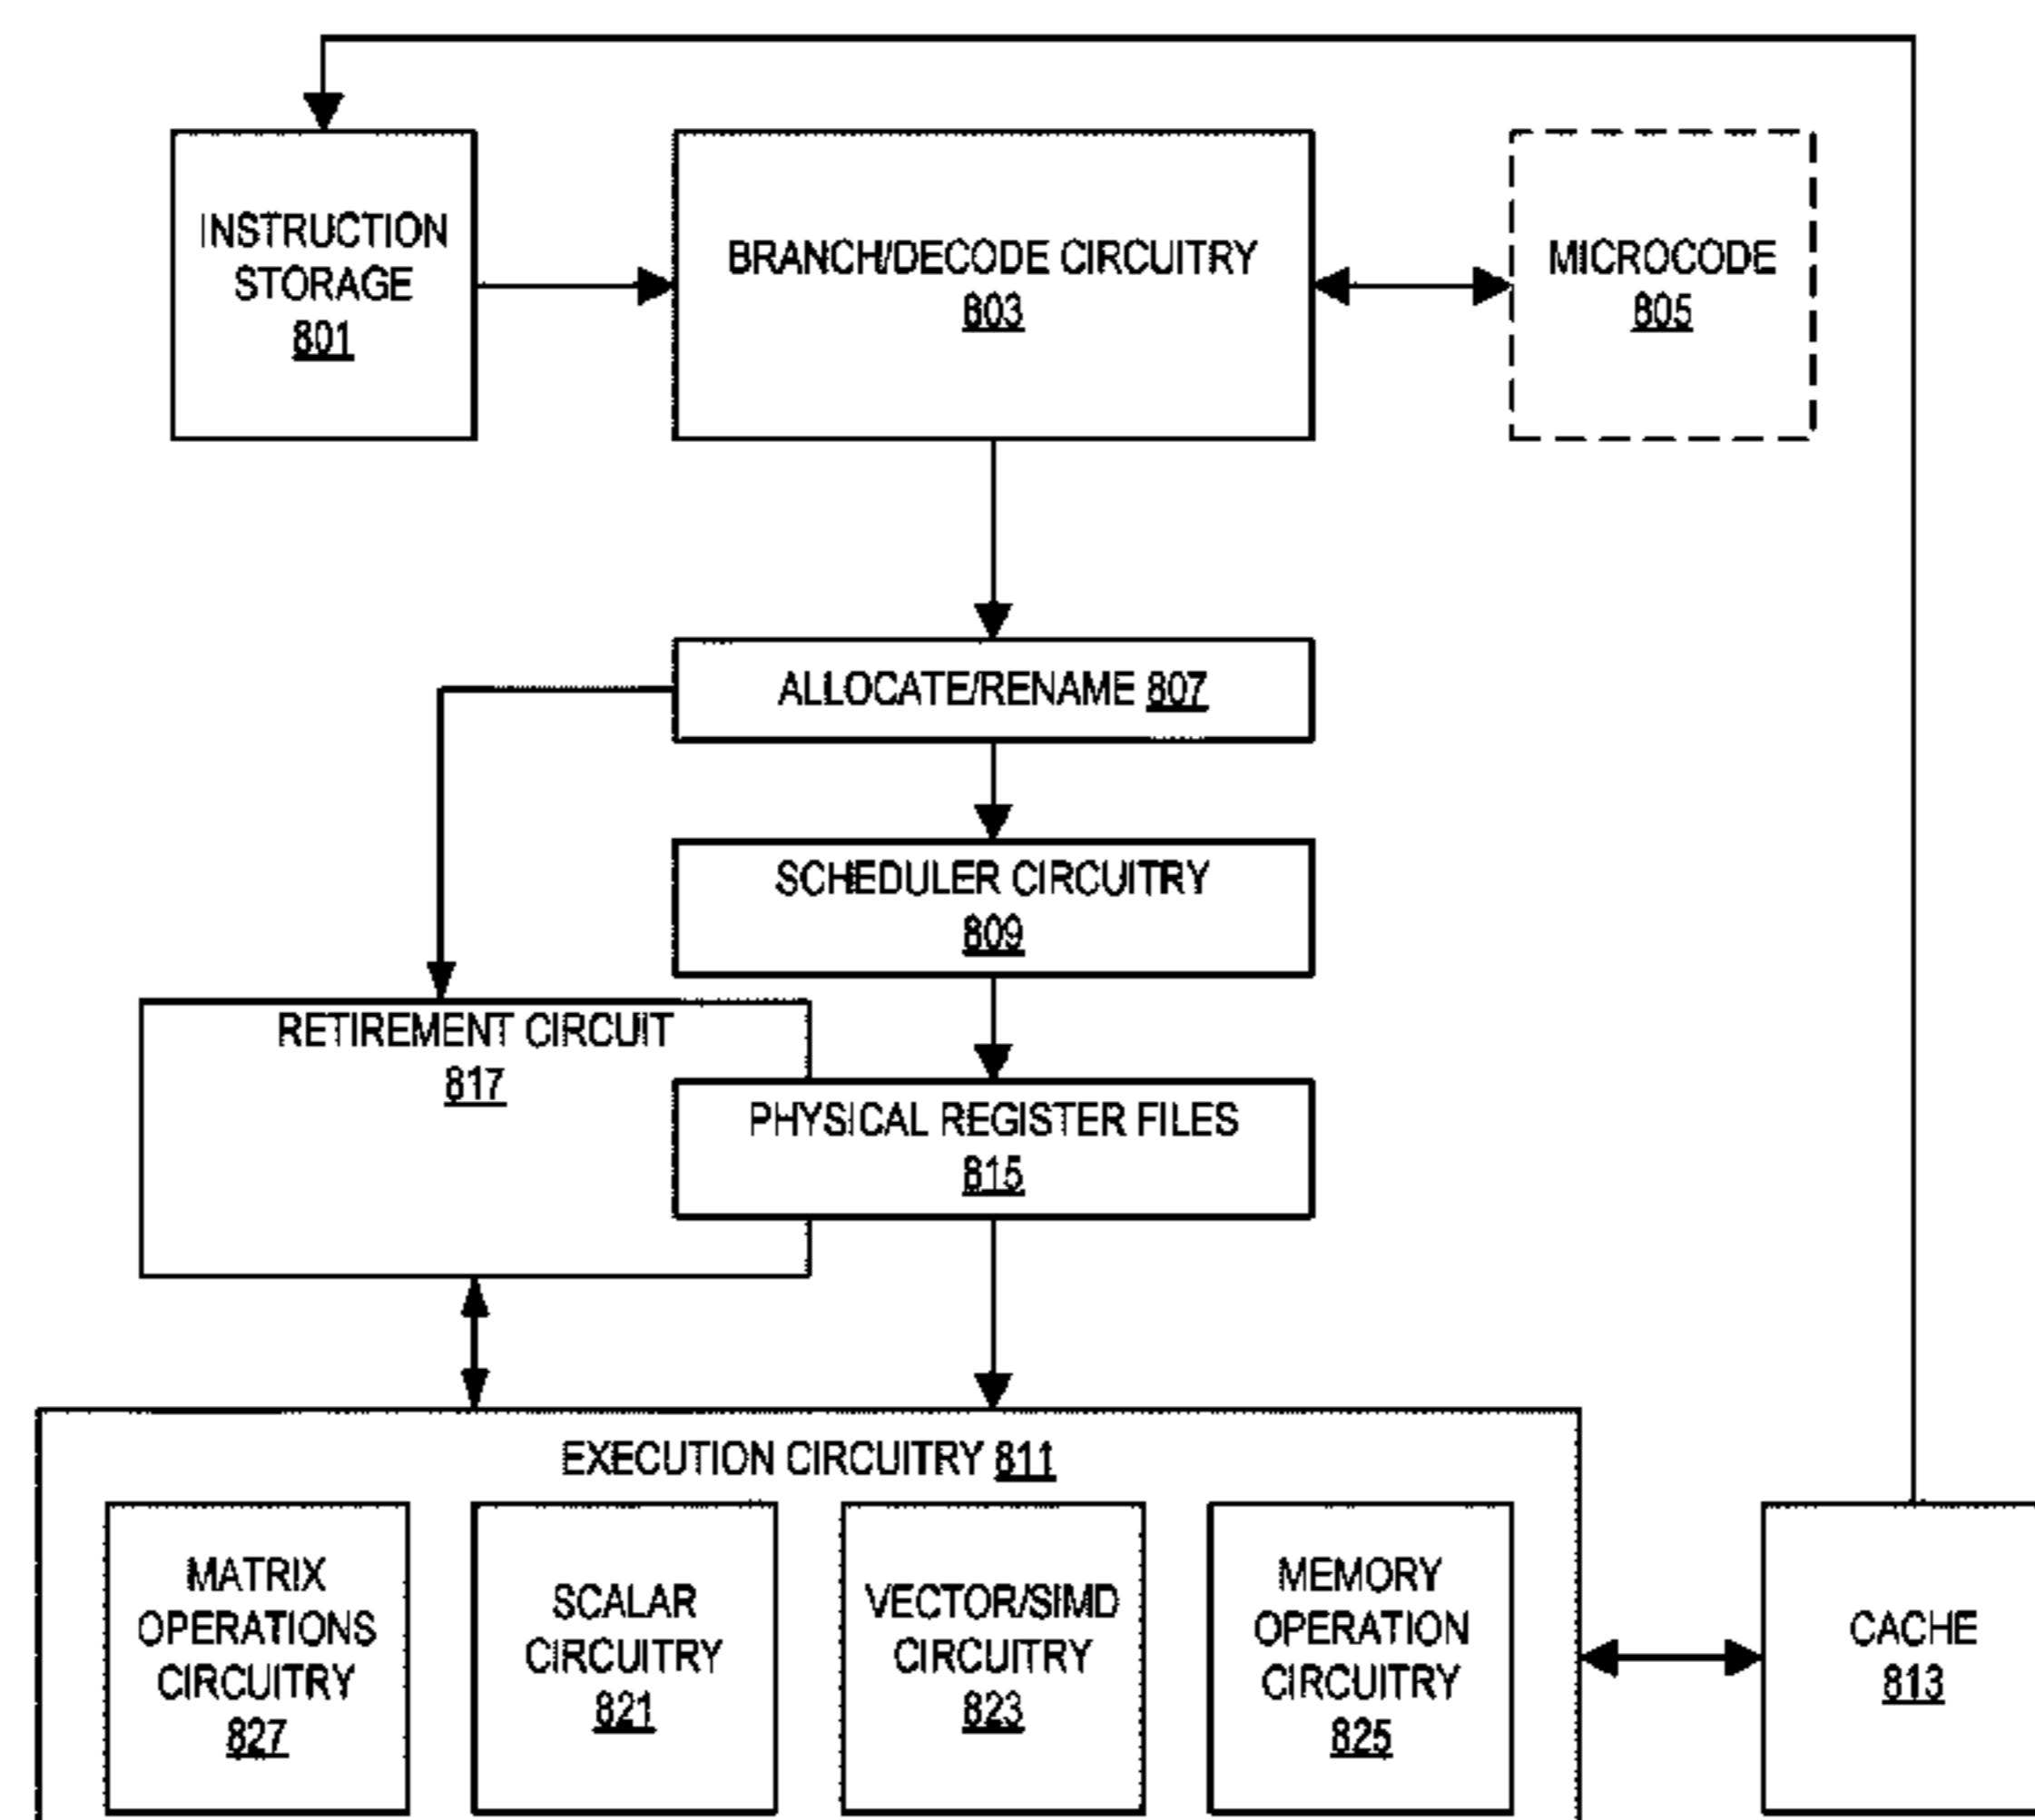 INSTRUCTION
STORAGE
801
BRANCH/DECODE CIRCUITRY
803
MICROCODE
805
ALLOCATE/RENAME 807
SCHEDULER CIRCUITRY
809
RETIREMENT CIRCUIT
817
PHYSICAL REGISTER FILES
815
EXECUTION CIRCUITRY 811
MATRIX
OPERATIONS
CIRCUITRY
827
SCALAR
CIRCUITRY
821
VECTOR/SIMD
CIRCUITRY
823
MEMORY
OPERATION
CIRCUITRY
825
CACHE
813